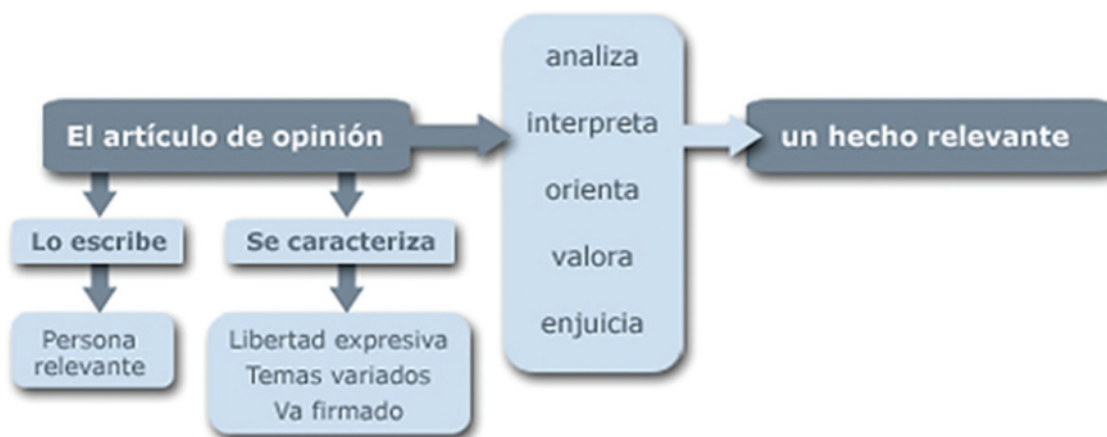 El artículo de opinión
Lo escribe
Persona
relevante
Se caracteriza
Libertad expresiva
Temas variados
Va firmado
analiza
interpreta
orienta
valora
enjuicia
un hecho relevante